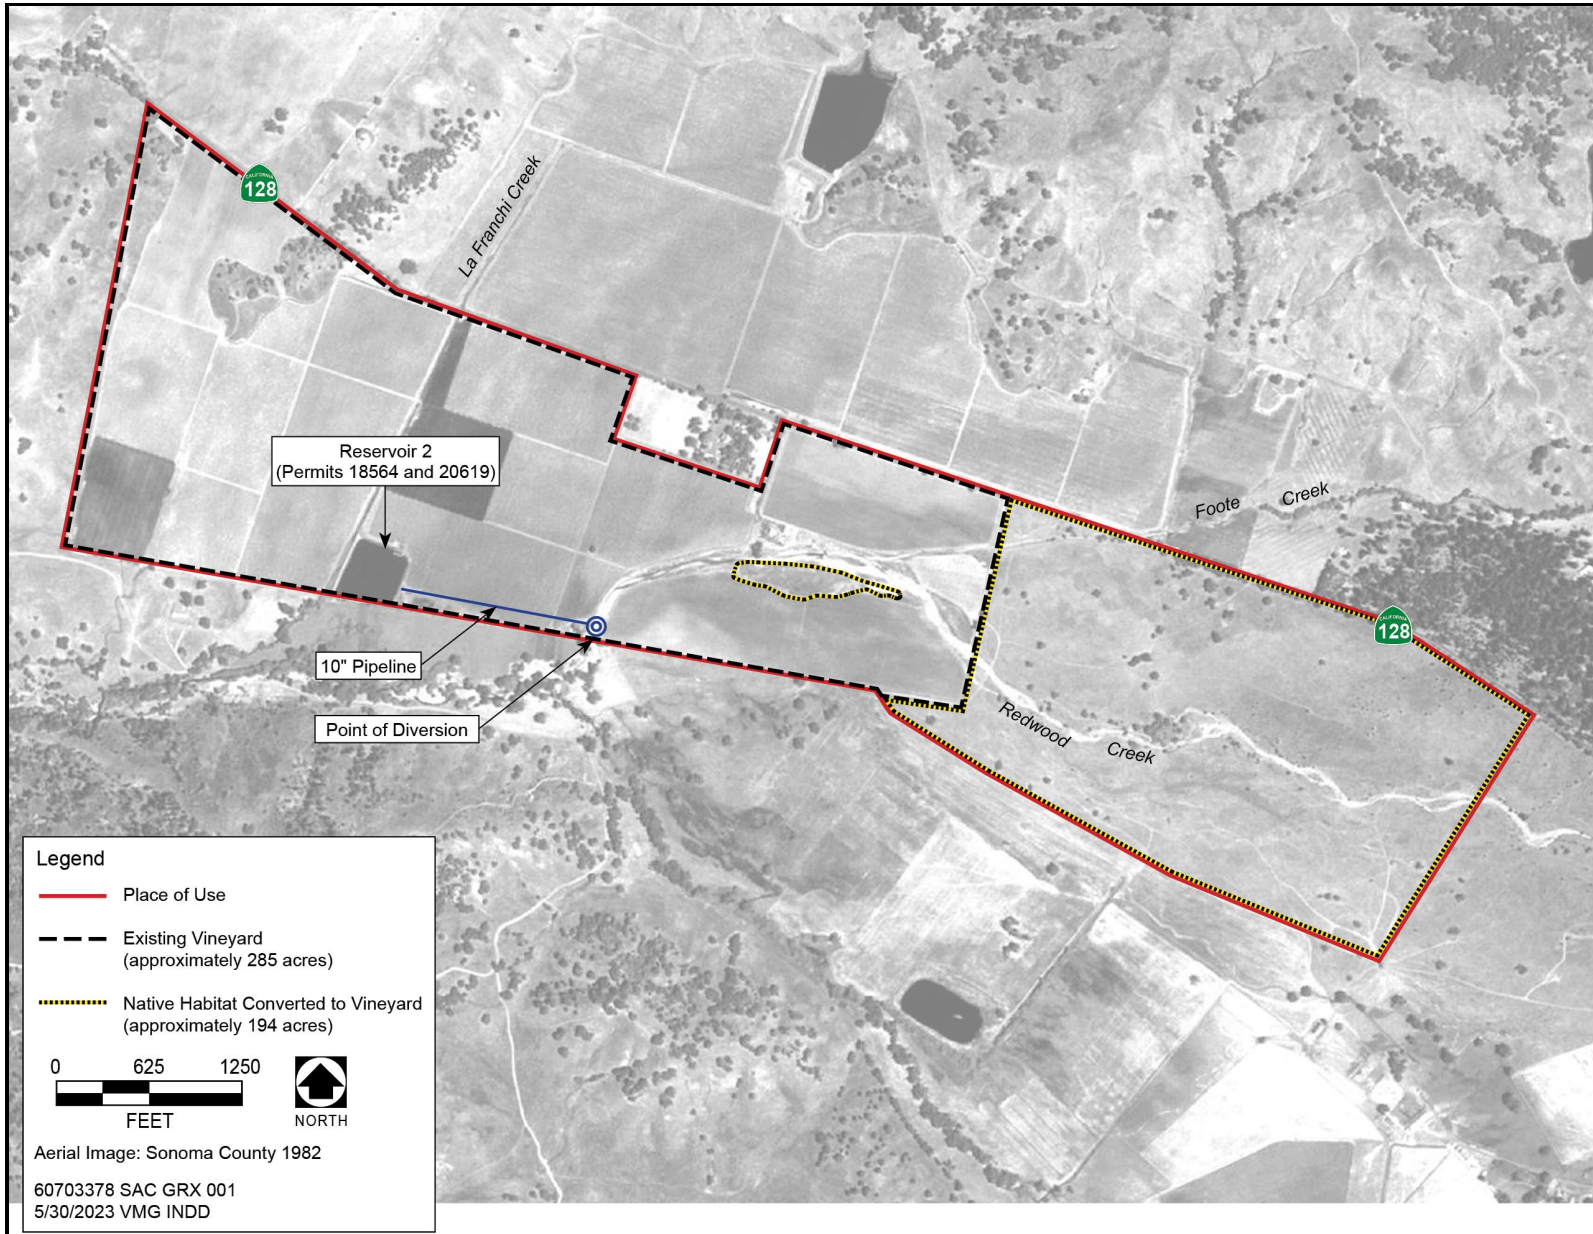 CALIFORNIA
128
La Franchi Creek
Reservoir 2
(Permits 18564 and 20619)
Foote Creek
CALIFORNIA
128
10" Pipeline
Point of Diversion
Redwood Creek
Legend
Place of Use
Existing Vineyard
(approximately 285 acres)
Native Habitat Converted to Vineyard
(approximately 194 acres)
0 625 1250
FEET
NORTH
Aerial Image: Sonoma County 1982
60703378 SAC GRX 001
5/30/2023 VMG INDD